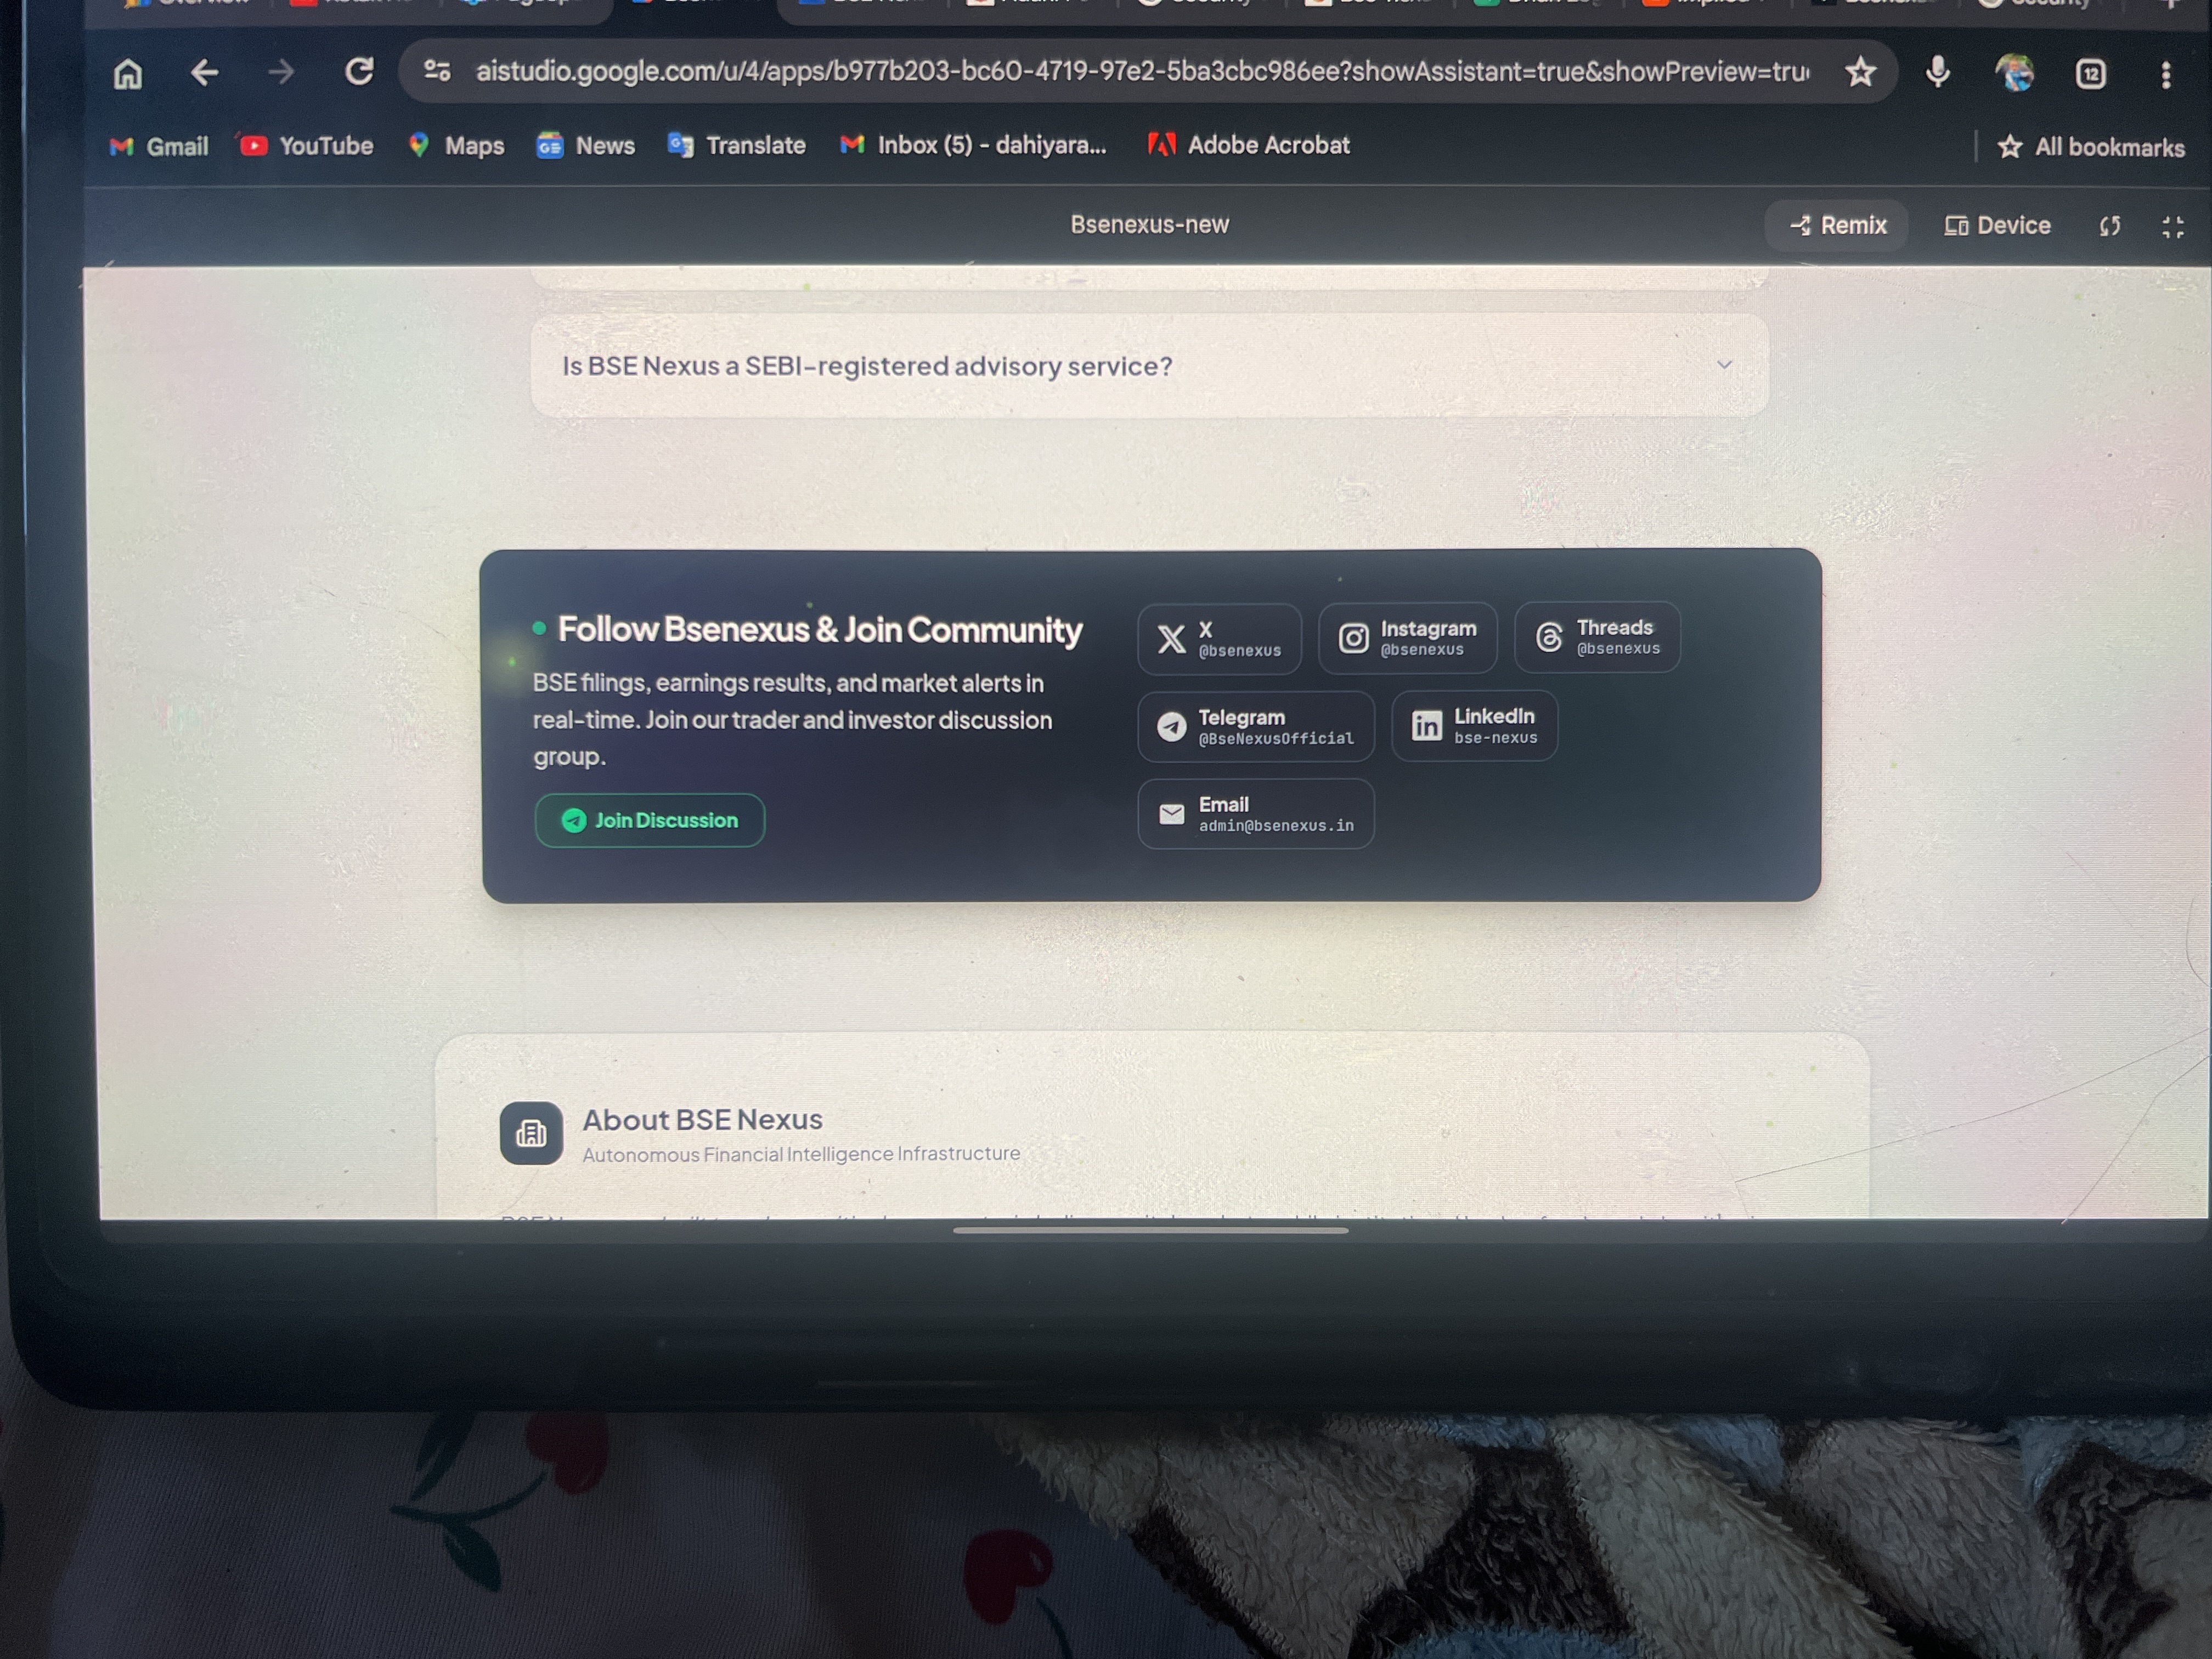 aistudio.google.com/u/4/apps/b977b203-bc60-4719-97e2-5ba3cbc986ee?showAssistant=true&showPreview=tru
12
Gmail YouTube Maps News Translate Inbox (5) - dahiyara... Adobe Acrobat All bookmarks
Bsenexus-new Remix Device
Is BSE Nexus a SEBI-registered advisory service?
Follow Bsenexus & Join Community
BSE filings, earnings results, and market alerts in
real-time. Join our trader and investor discussion
group.
Join Discussion
X
@bsenexus
Instagram
@bsenexus
Threads
@bsenexus
Telegram
@BseNexusOfficial
LinkedIn
bse-nexus
Email
admin@bsenexus.in
About BSE Nexus
Autonomous Financial Intelligence Infrastructure